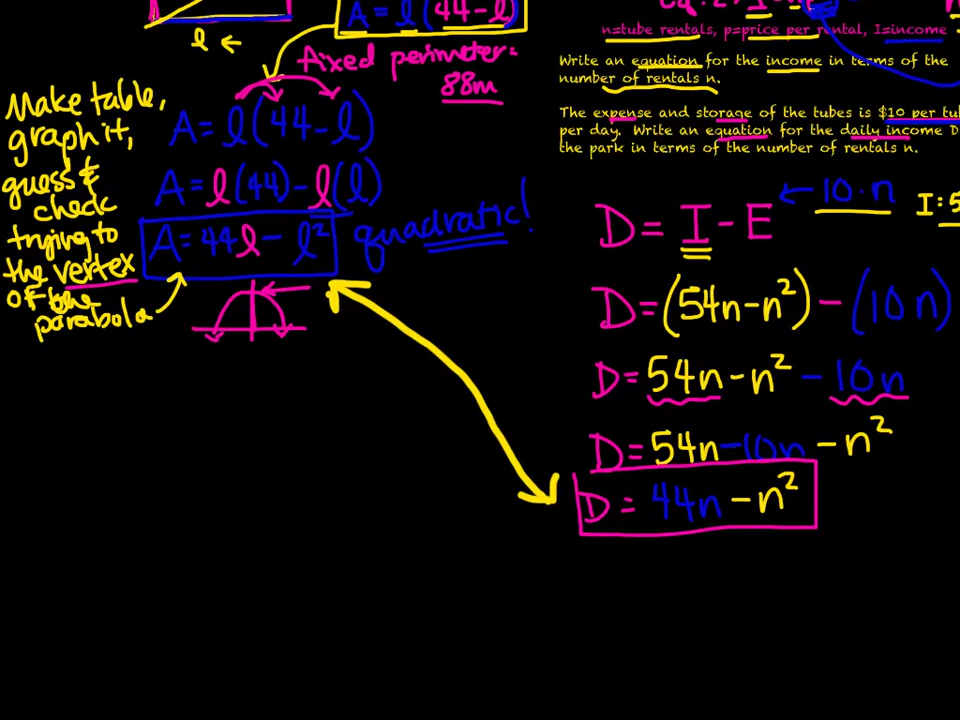 A = l(44 - l)
l ←
fixed perimeter=
88m
A= l(44-l)
A= l(44)-l(l)
A= 44l - l²
quadratic!
Make table,
graph it,
guess &
check
trying to
the vertex
of the
parabola
n=tube rentals, p=price per rental, I=income
Write an equation for the income in terms of the
number of rentals n.
The expense and storage of the tubes is $10 per
per day. Write an equation for the daily income D
the park in terms of the number of rentals n.
D= I - E ← 10·n
D= (54n-n²) - (10n)
D= 54n-n² - 10n
D= 54n-10n - n²
D= 44n - n²